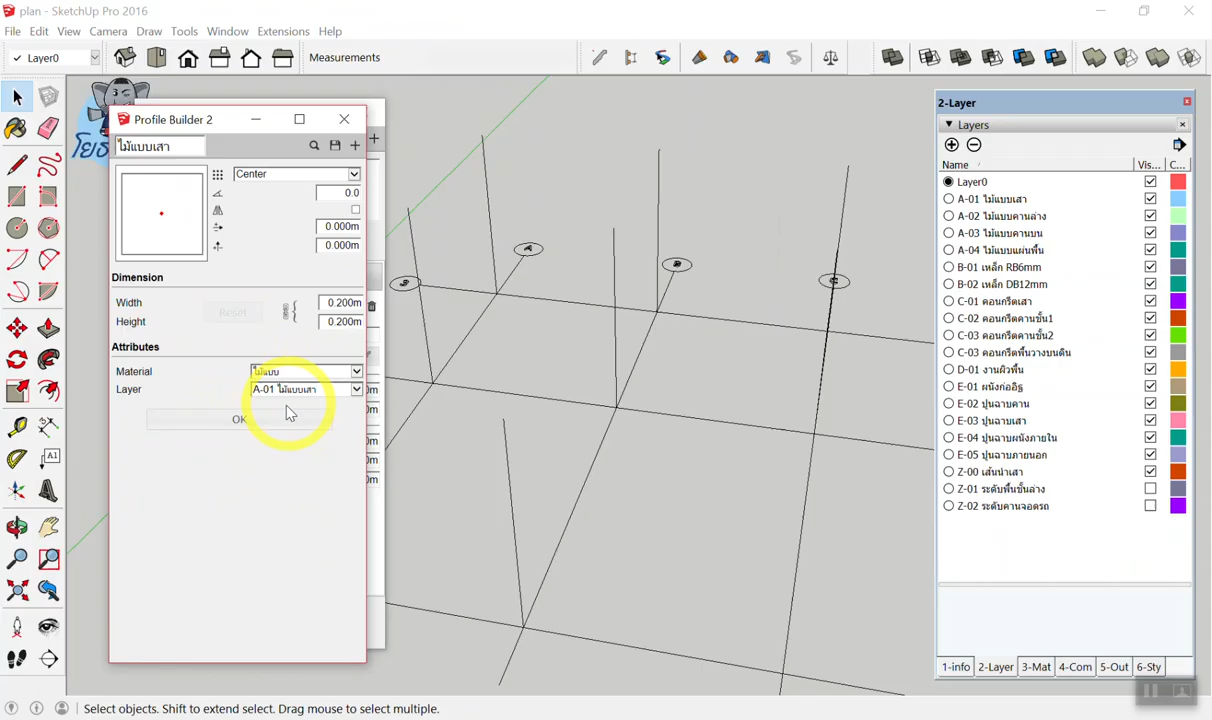 plan - SketchUp Pro 2016
File Edit View Camera Draw Tools Window Extensions Help
Layer0
Measurements
Profile Builder 2
ไม้แบบเสา
Center
0.0
0.000m
0.000m
Dimension
Width 0.200m
Reset
Height 0.200m
Attributes
Material ไม้แบบ
Layer A-01 ไม้แบบเสา
OK
A
B
2-Layer
Layers
Name Vis... C...
Layer0
A-01 ไม้แบบเสา
A-02 ไม้แบบคานล่าง
A-03 ไม้แบบคานบน
A-04 ไม้แบบแผ่นพื้น
B-01 เหล็ก RB6mm
B-02 เหล็ก DB12mm
C-01 คอนกรีตเสา
C-02 คอนกรีตคานชั้น1
C-03 คอนกรีตคานชั้น2
C-03 คอนกรีตพื้นวางบนดิน
D-01 งานผิวพื้น
E-01 ผนังก่ออิฐ
E-02 ปูนฉาบคาน
E-03 ปูนฉาบเสา
E-04 ปูนฉาบผนังภายใน
E-05 ปูนฉาบภายนอก
Z-00 เส้นนำเสา
Z-01 ระดับพื้นชั้นล่าง
Z-02 ระดับคานจอดรถ
1-info 2-Layer 3-Mat 4-Com 5-Out 6-Sty
Select objects. Shift to extend select. Drag mouse to select multiple.